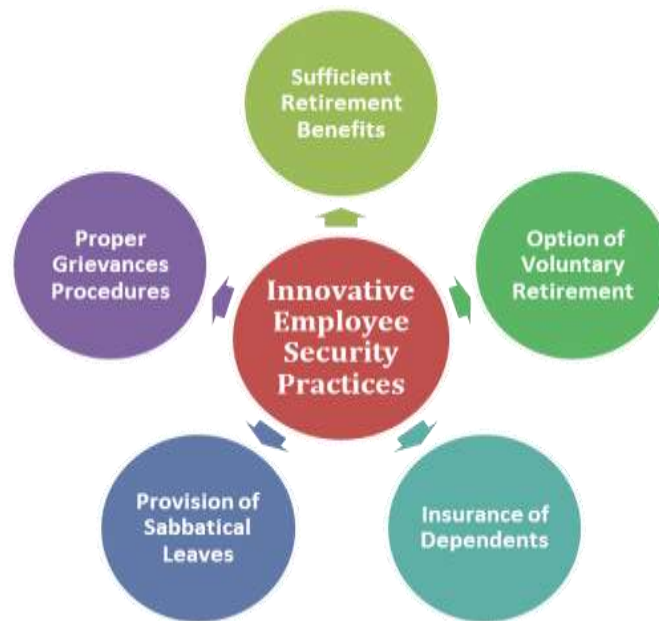 Sufficient
Retirement
Benefits
Proper
Grievances
Procedures
Option of
Voluntary
Retirement
Innovative
Employee
Security
Practices
Provision of
Sabbatical
Leaves
Insurance of
Dependents